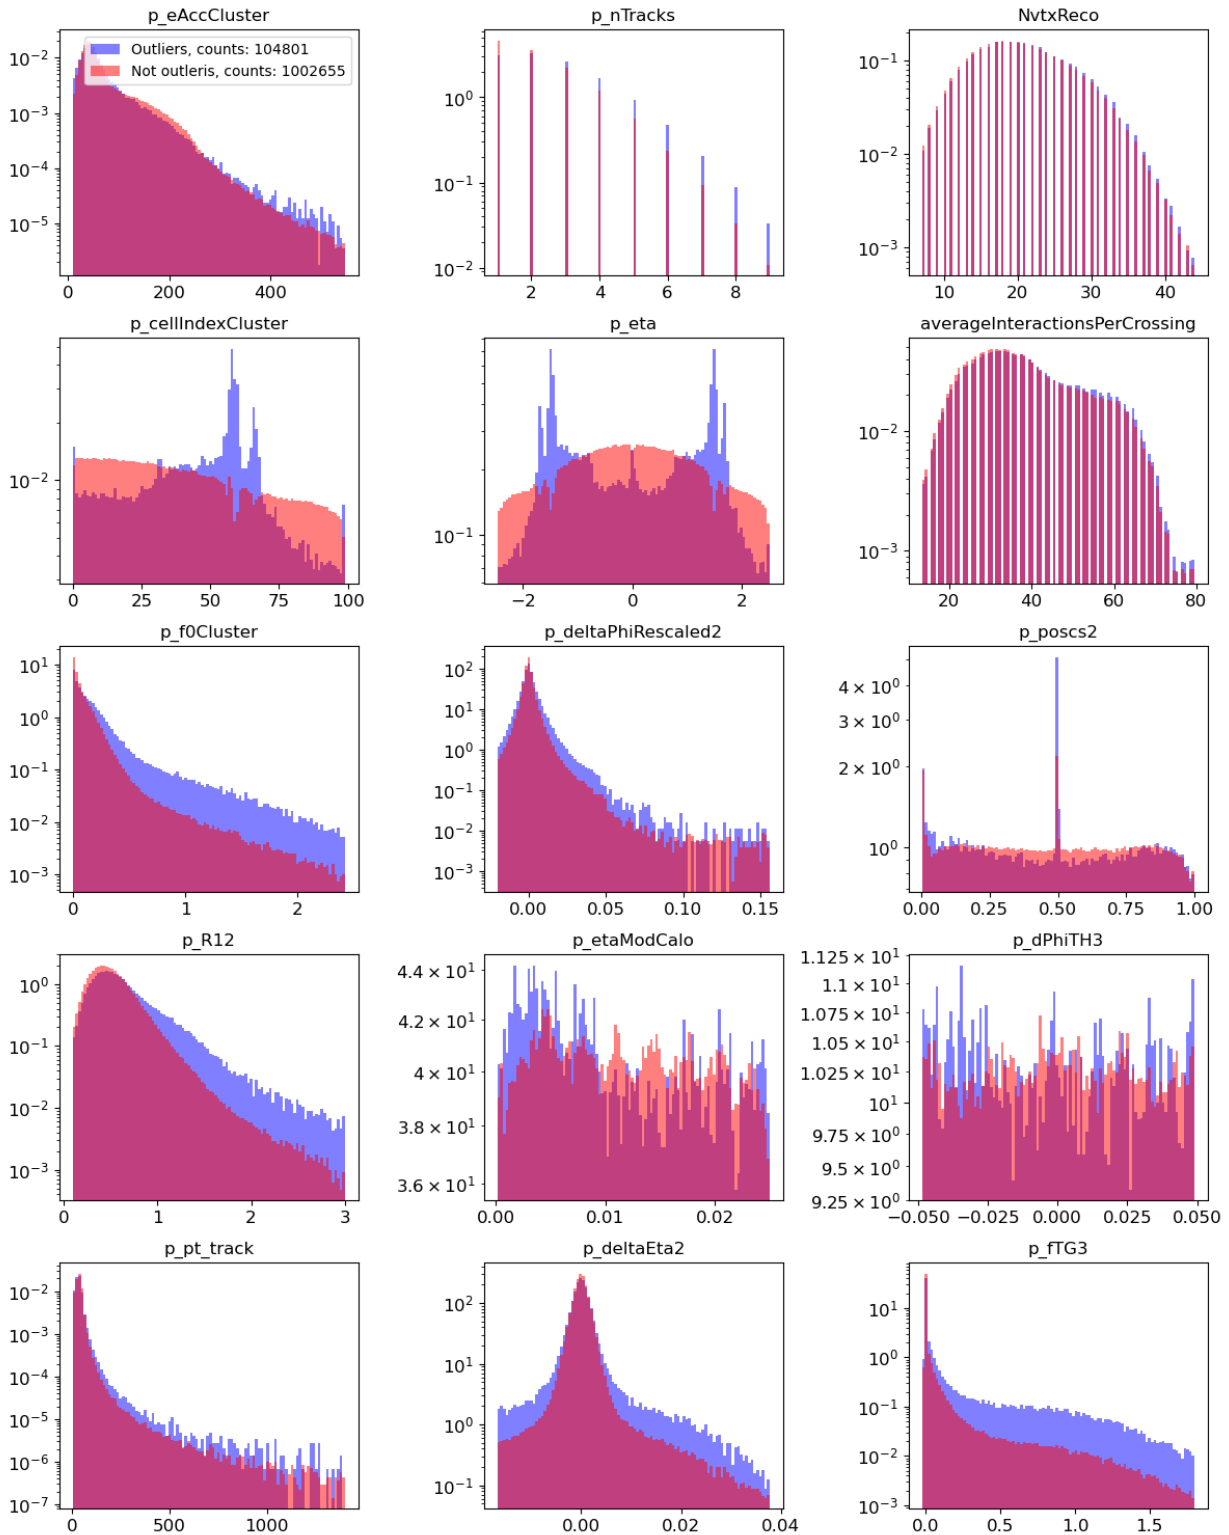 p_eAccCluster
p_nTracks
NvtxReco
Outliers, counts: 104801
Not outleris, counts: 1002655
10⁻²
10⁻³
10⁻⁴
10⁻⁵
0 200 400
10⁰
10⁻¹
10⁻²
2 4 6 8
10⁻¹
10⁻²
10⁻³
10 20 30 40
p_cellIndexCluster
p_eta
averageInteractionsPerCrossing
10⁻²
0 25 50 75 100
10⁻¹
−2 0 2
10⁻²
10⁻³
20 40 60 80
p_f0Cluster
p_deltaPhiRescaled2
p_poscs2
10¹
10⁰
10⁻¹
10⁻²
10⁻³
0 1 2
10²
10¹
10⁰
10⁻¹
10⁻²
10⁻³
0.00 0.05 0.10 0.15
4 × 10⁰
3 × 10⁰
2 × 10⁰
10⁰
0.00 0.25 0.50 0.75 1.00
p_R12
p_etaModCalo
p_dPhiTH3
10⁰
10⁻¹
10⁻²
10⁻³
0 1 2 3
4.4 × 10¹
4.2 × 10¹
4 × 10¹
3.8 × 10¹
3.6 × 10¹
0.00 0.01 0.02
1.125 × 10¹
1.1 × 10¹
1.075 × 10¹
1.05 × 10¹
1.025 × 10¹
10¹
9.75 × 10⁰
9.5 × 10⁰
9.25 × 10⁰
−0.050 −0.025 0.000 0.025 0.050
p_pt_track
p_deltaEta2
p_fTG3
10⁻²
10⁻³
10⁻⁴
10⁻⁵
10⁻⁶
10⁻⁷
0 500 1000
10²
10¹
10⁰
10⁻¹
0.00 0.02 0.04
10¹
10⁰
10⁻¹
10⁻²
10⁻³
0.0 0.5 1.0 1.5